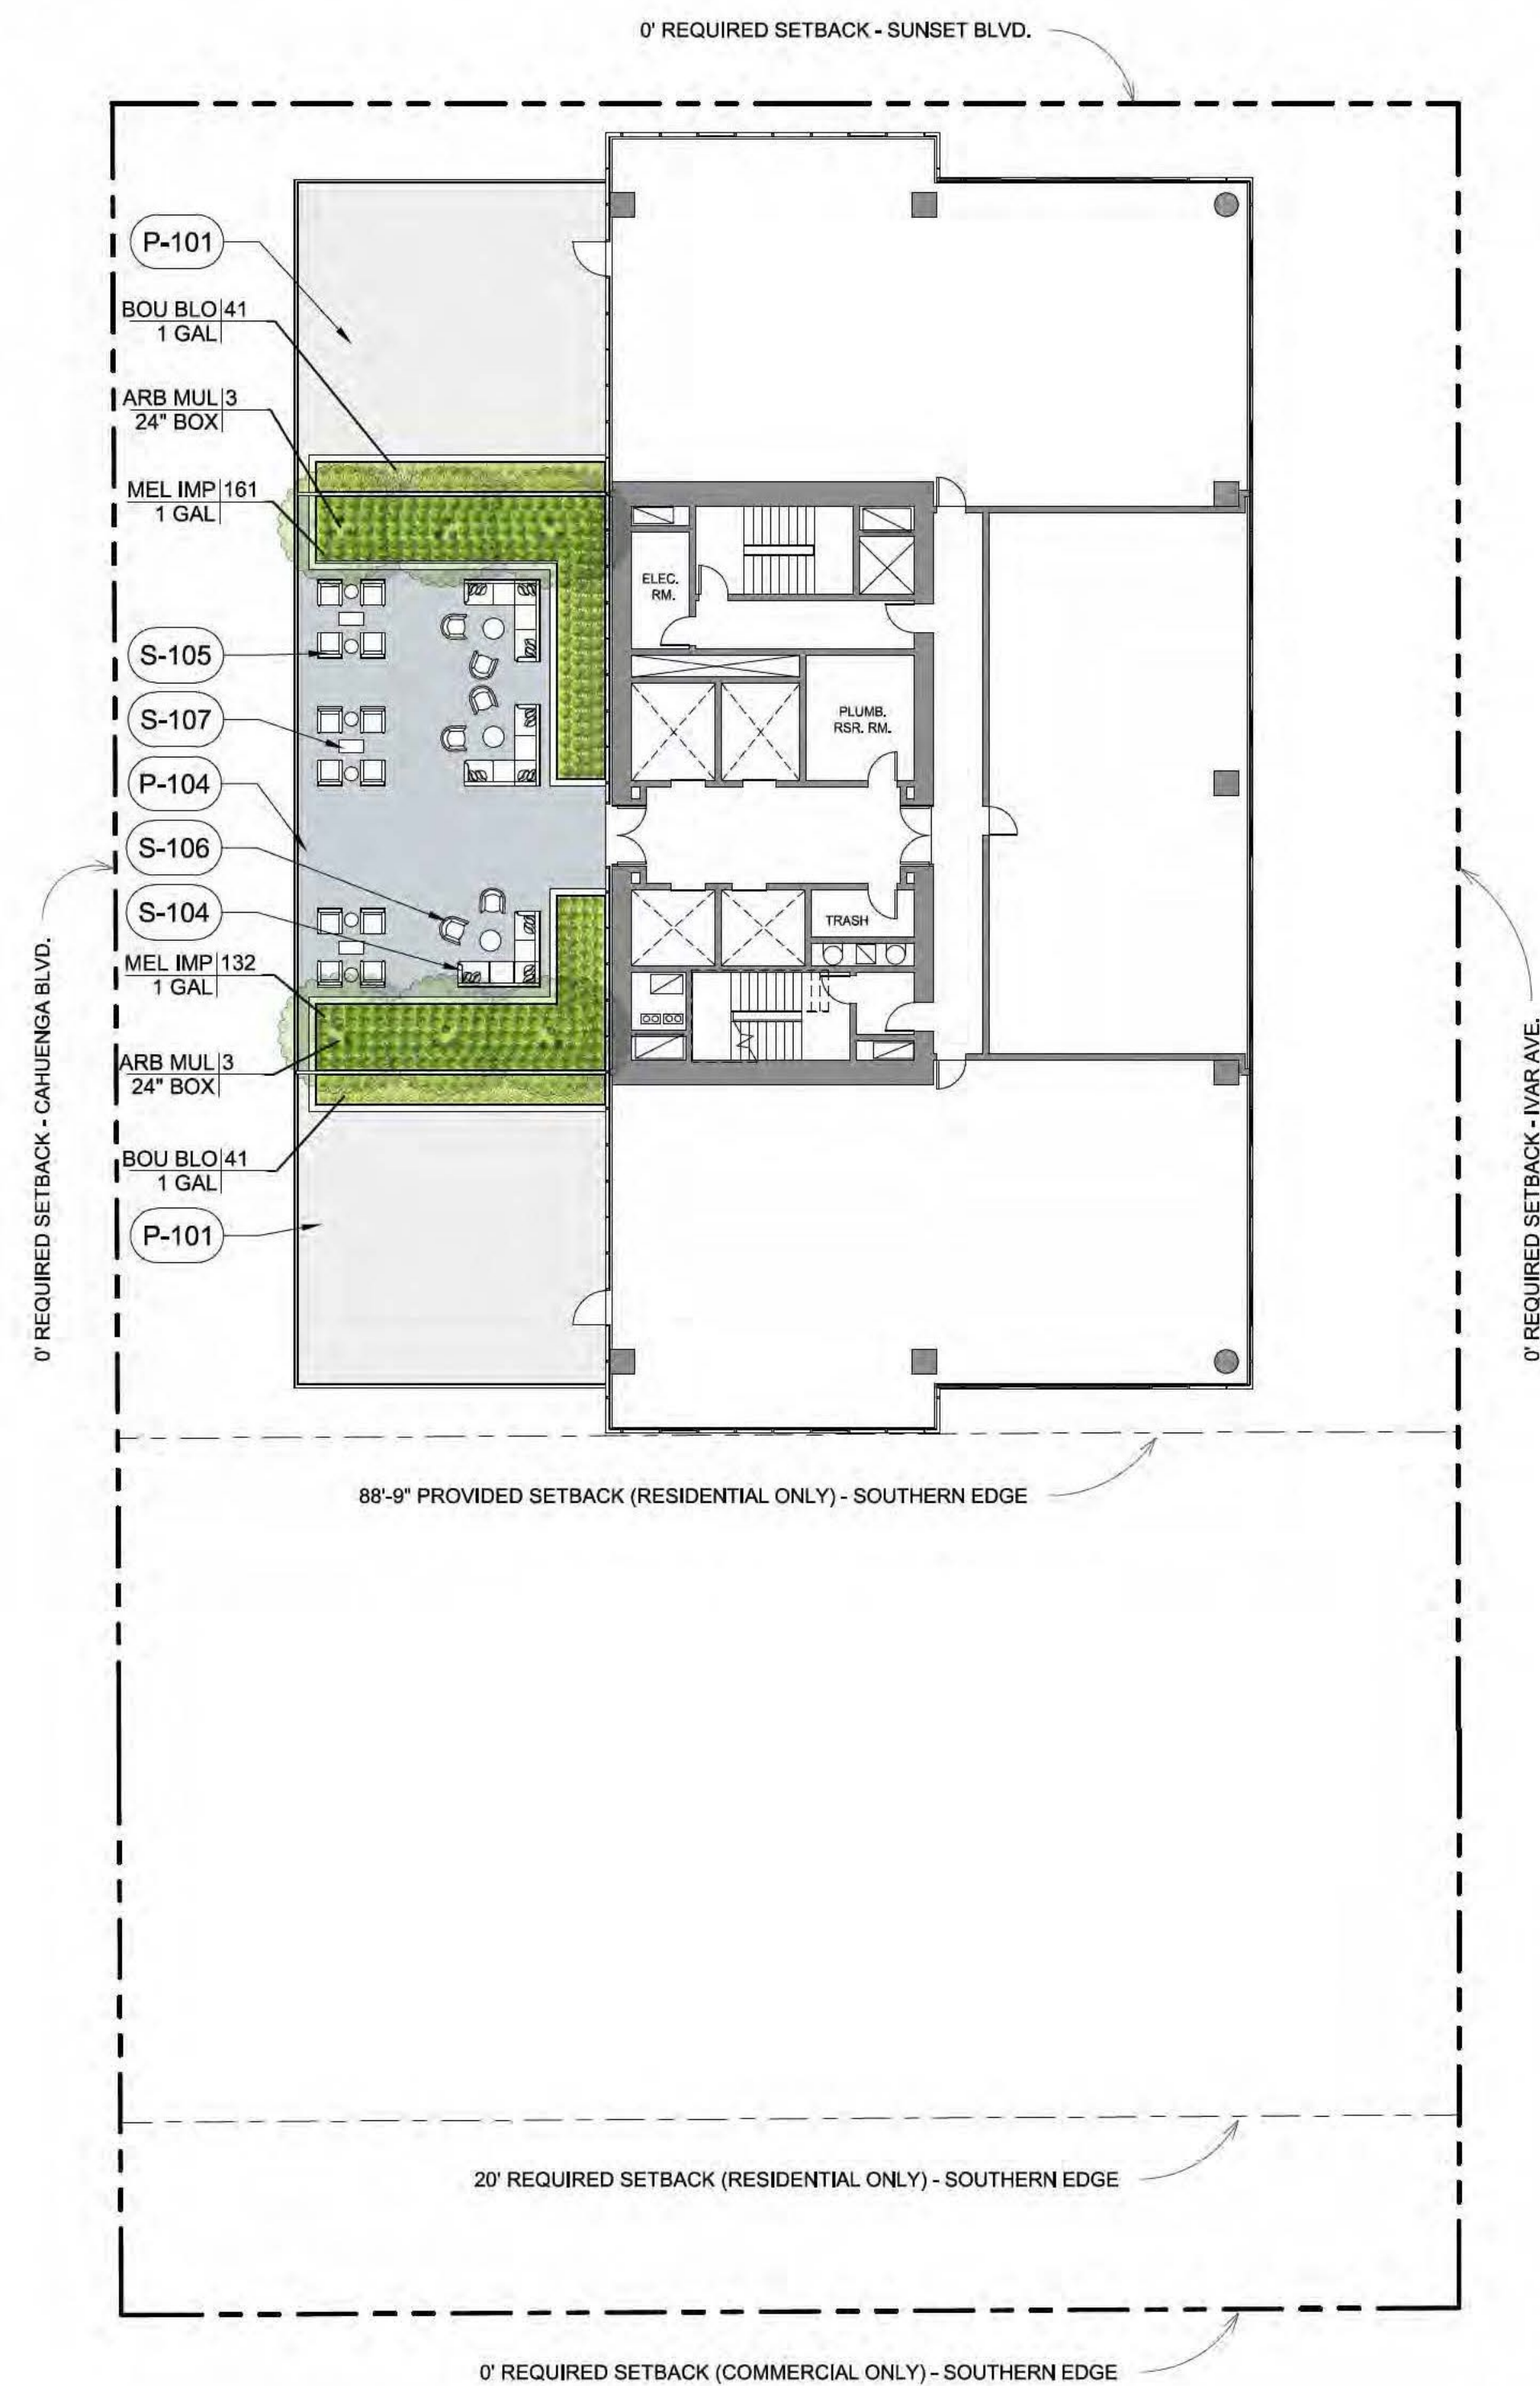 0' REQUIRED SETBACK - SUNSET BLVD.
P-101
BOU BLO 41
1 GAL
ARB MUL 3
24" BOX
MEL IMP 161
1 GAL
S-105
S-107
P-104
S-106
S-104
MEL IMP 132
1 GAL
ARB MUL 3
24" BOX
BOU BLO 41
1 GAL
P-101
ELEC.
RM.
PLUMB.
RSR. RM.
TRASH
0' REQUIRED SETBACK - CAHUENGA BLVD.
0' REQUIRED SETBACK - IVAR AVE.
88'-9" PROVIDED SETBACK (RESIDENTIAL ONLY) - SOUTHERN EDGE
20' REQUIRED SETBACK (RESIDENTIAL ONLY) - SOUTHERN EDGE
0' REQUIRED SETBACK (COMMERCIAL ONLY) - SOUTHERN EDGE